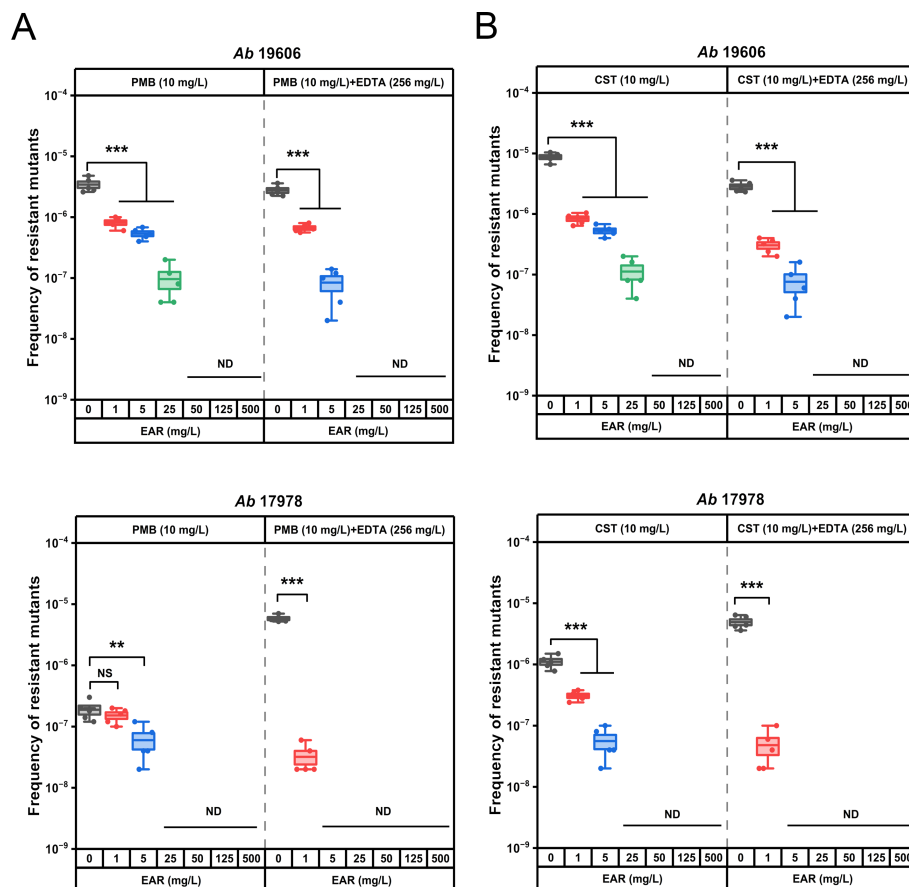 A
Ab 19606
PMB (10 mg/L) PMB (10 mg/L)+EDTA (256 mg/L)
Frequency of resistant mutants
10⁻⁴
10⁻⁵
10⁻⁶
10⁻⁷
10⁻⁸
10⁻⁹
*** ***
ND ND
0 1 5 25 50 125 500 0 1 5 25 50 125 500
EAR (mg/L) EAR (mg/L)
B
Ab 19606
CST (10 mg/L) CST (10 mg/L)+EDTA (256 mg/L)
Frequency of resistant mutants
10⁻⁴
10⁻⁵
10⁻⁶
10⁻⁷
10⁻⁸
10⁻⁹
*** ***
ND ND
0 1 5 25 50 125 500 0 1 5 25 50 125 500
EAR (mg/L) EAR (mg/L)
Ab 17978
PMB (10 mg/L) PMB (10 mg/L)+EDTA (256 mg/L)
Frequency of resistant mutants
10⁻⁴
10⁻⁵
10⁻⁶
10⁻⁷
10⁻⁸
10⁻⁹
***
**
NS
ND ND
0 1 5 25 50 125 500 0 1 5 25 50 125 500
EAR (mg/L) EAR (mg/L)
Ab 17978
CST (10 mg/L) CST (10 mg/L)+EDTA (256 mg/L)
Frequency of resistant mutants
10⁻⁴
10⁻⁵
10⁻⁶
10⁻⁷
10⁻⁸
10⁻⁹
*** ***
ND ND
0 1 5 25 50 125 500 0 1 5 25 50 125 500
EAR (mg/L) EAR (mg/L)